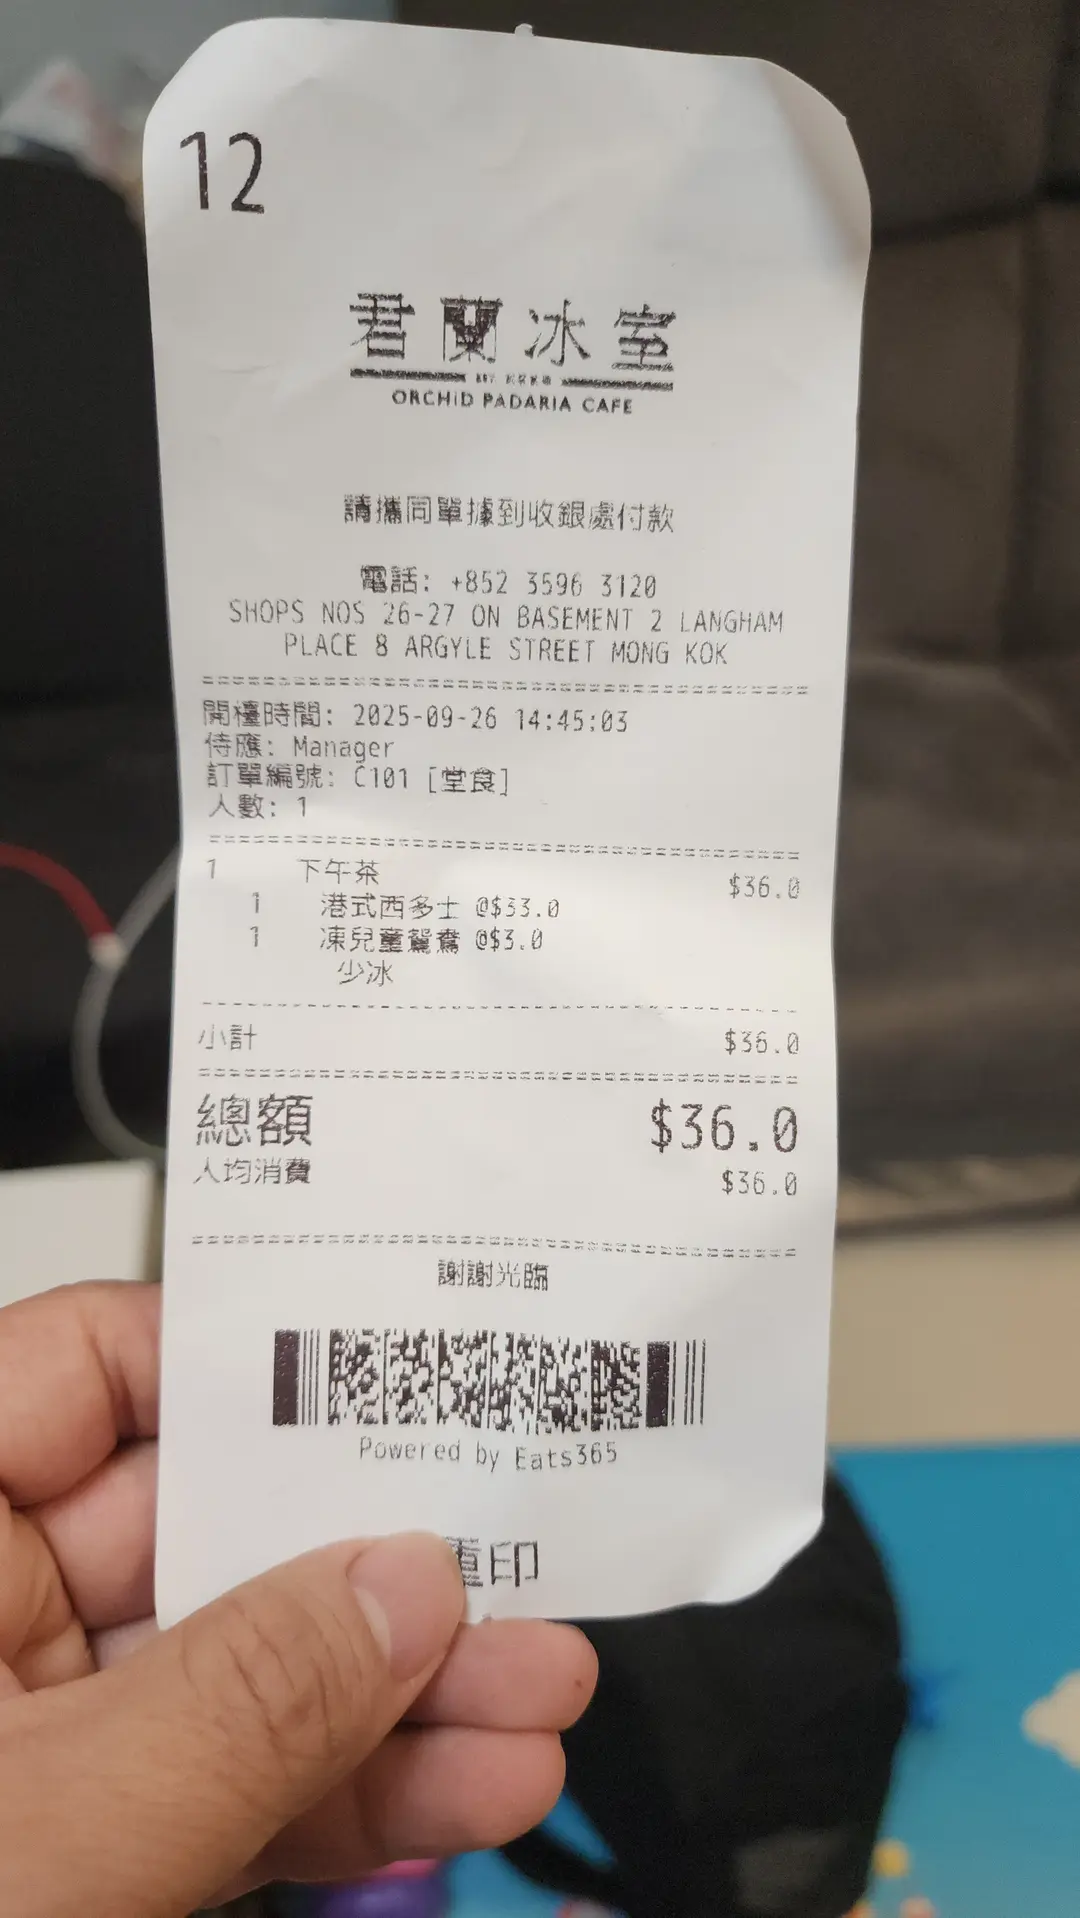 12
君蘭冰室
ORCHID PADARIA CAFE
請攜同單據到收銀處付款
電話: +852 3596 3120
SHOPS NOS 26-27 ON BASEMENT 2 LANGHAM
PLACE 8 ARGYLE STREET MONG KOK
開檯時間: 2025-09-26 14:45:03
侍應: Manager
訂單編號: C101 [堂食]
人數: 1
1 下午茶 $36.0
1 港式西多士 @$33.0
1 凍兒童鴛鴦 @$3.0
少冰
小計 $36.0
總額 $36.0
人均消費 $36.0
謝謝光臨
Powered by Eats365
重印